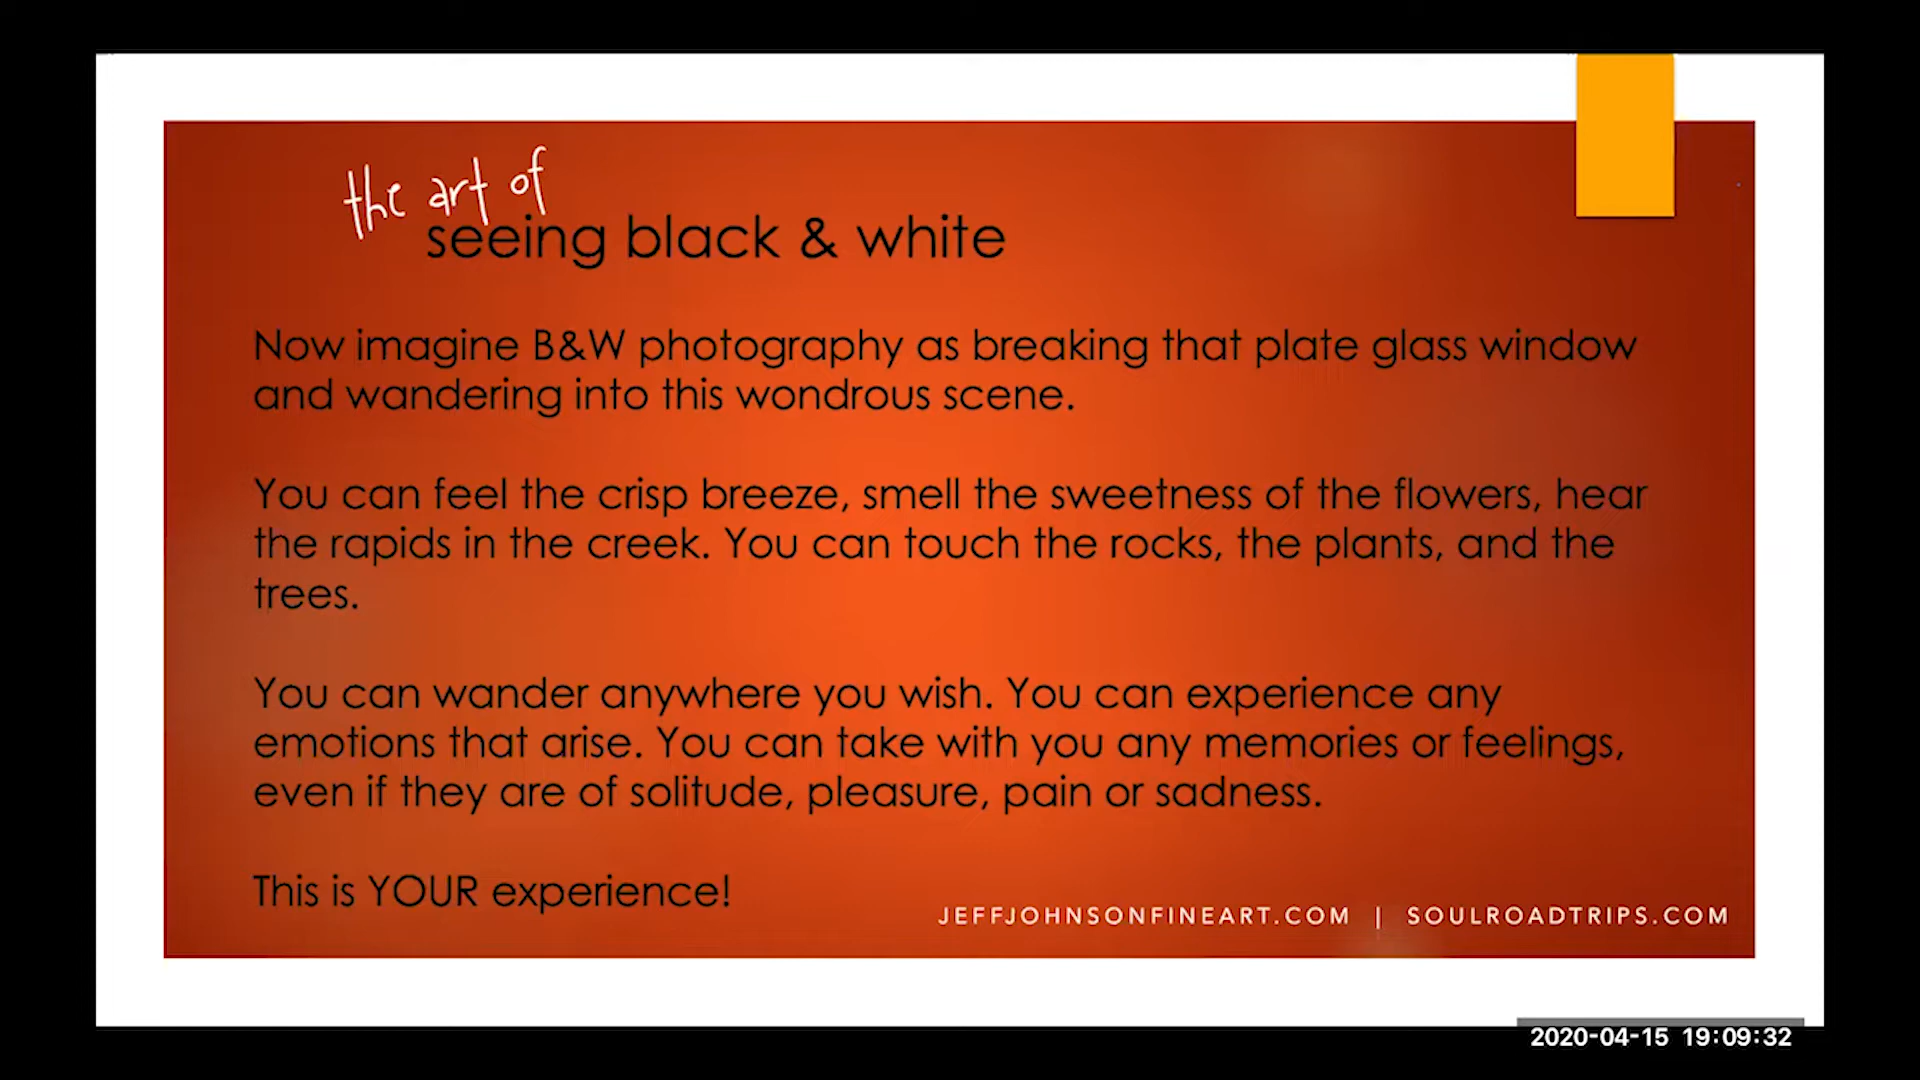 the art of
seeing black & white
Now imagine B&W photography as breaking that plate glass window
and wandering into this wondrous scene.
You can feel the crisp breeze, smell the sweetness of the flowers, hear
the rapids in the creek. You can touch the rocks, the plants, and the
trees.
You can wander anywhere you wish. You can experience any
emotions that arise. You can take with you any memories or feelings,
even if they are of solitude, pleasure, pain or sadness.
This is YOUR experience!
JEFFJOHNSONFINEART.COM | SOULROADTRIPS.COM
2020-04-15 19:09:32